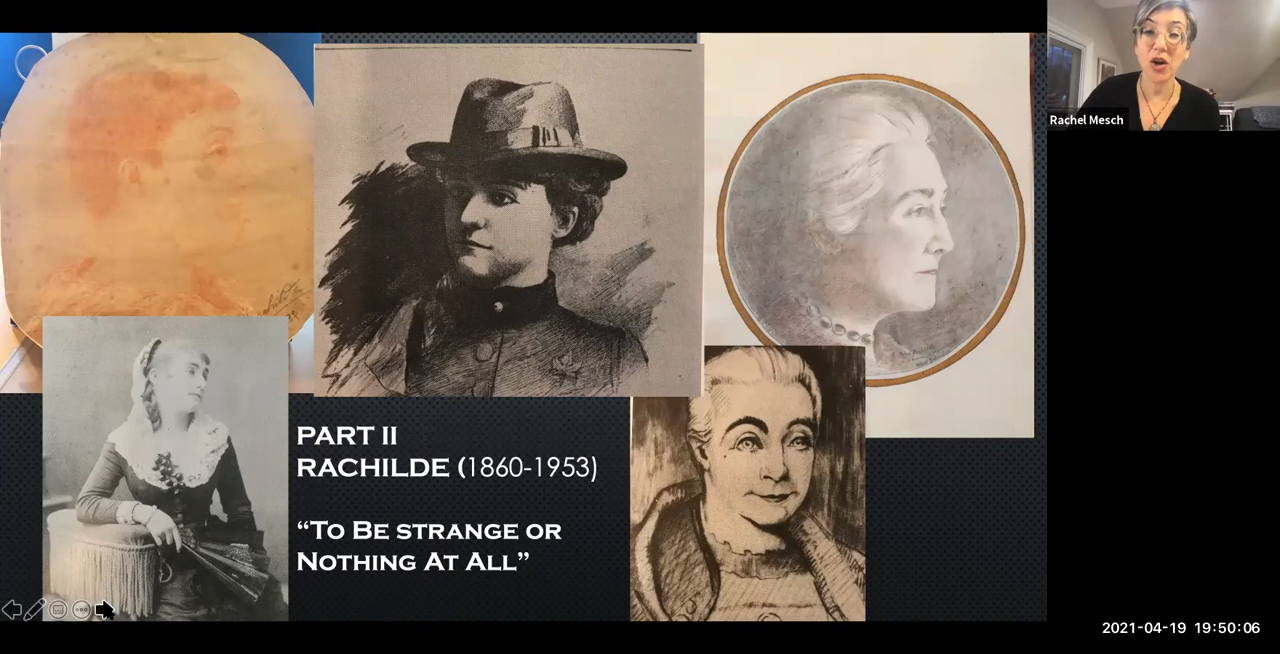 Rachel Mesch
PART II
RACHILDE (1860-1953)
“To Be strange or
Nothing At All”
2021-04-19 19:50:06